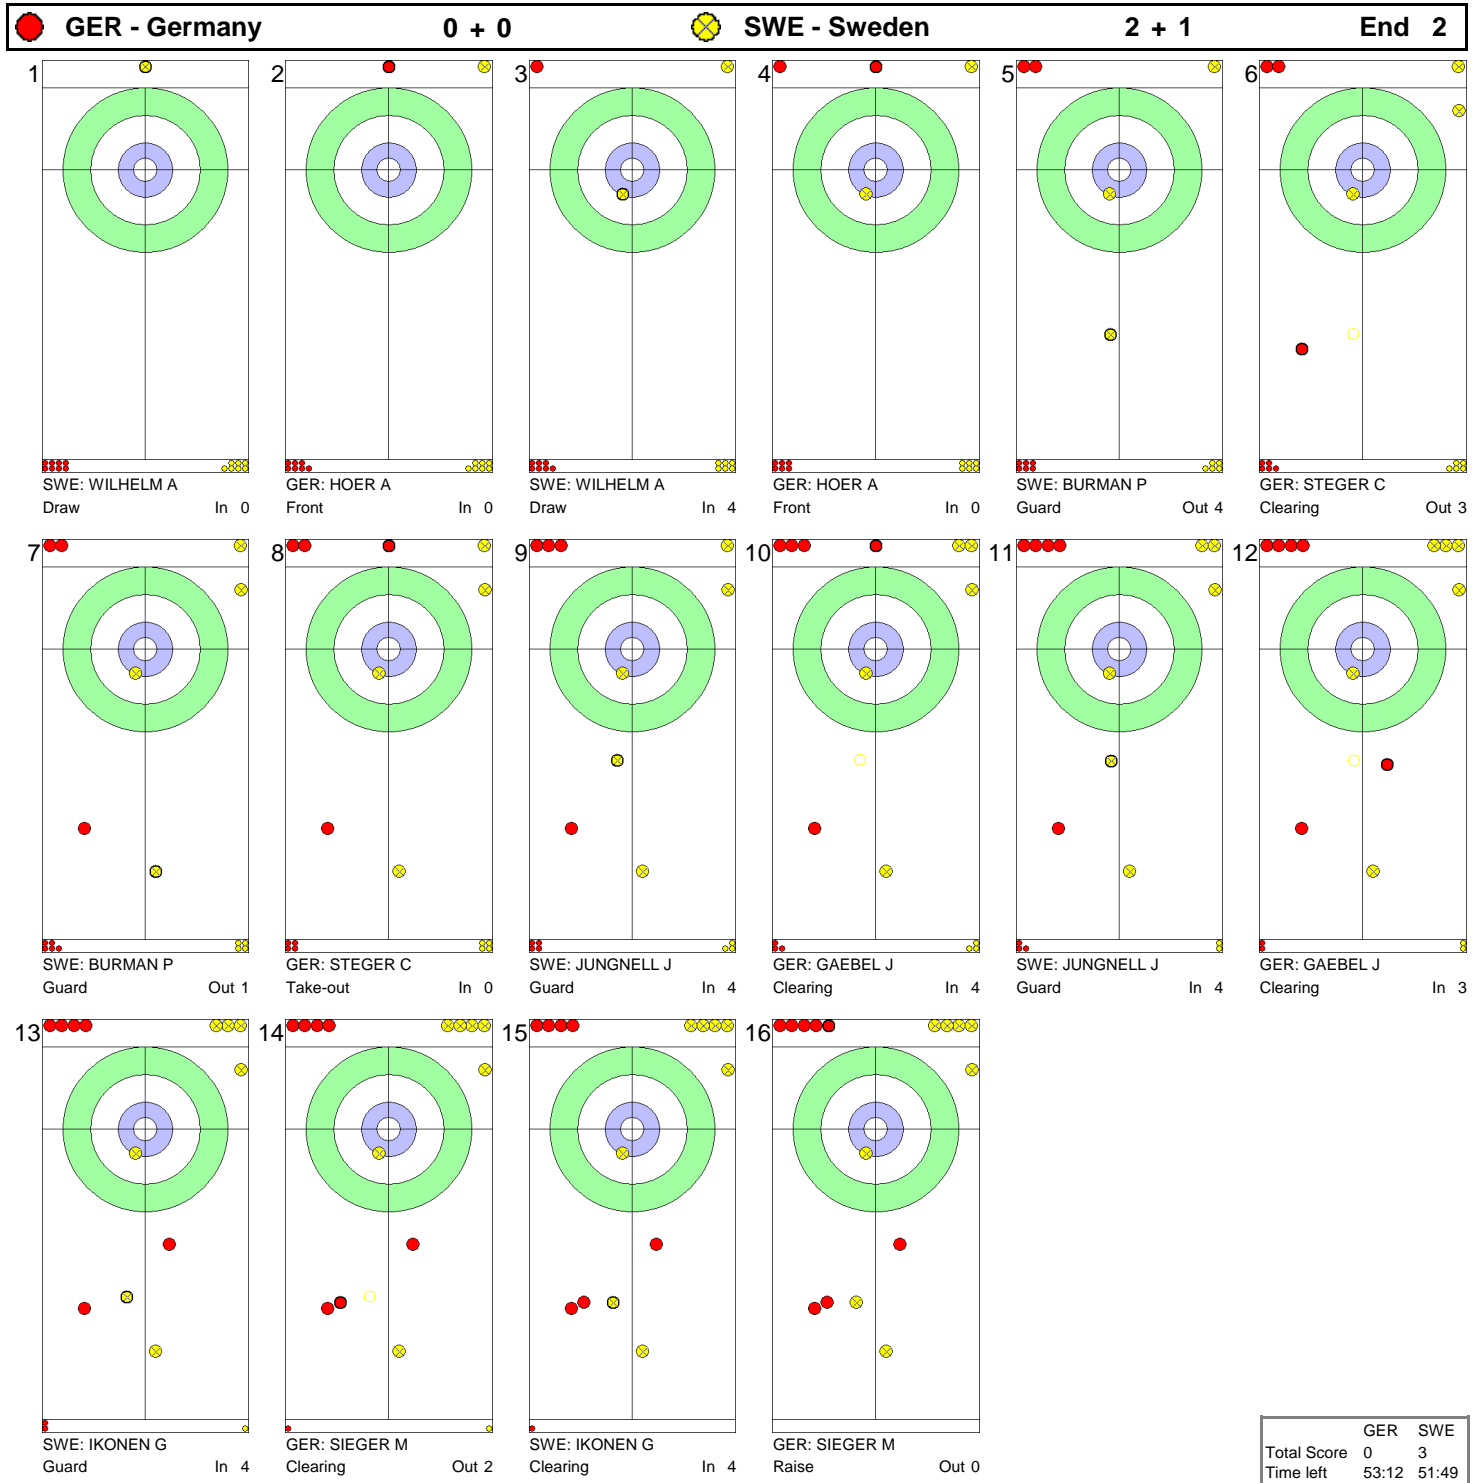 GER - Germany 0 + 0 SWE - Sweden 2 + 1 End 2
1 2 3 4 5 6
SWE: WILHELM A GER: HOER A SWE: WILHELM A GER: HOER A SWE: BURMAN P GER: STEGER C
Draw In 0 Front In 0 Draw In 4 Front In 0 Guard Out 4 Clearing Out 3
7 8 9 10 11 12
SWE: BURMAN P GER: STEGER C SWE: JUNGNELL J GER: GAEBEL J SWE: JUNGNELL J GER: GAEBEL J
Guard Out 1 Take-out In 0 Guard In 4 Clearing In 4 Guard In 4 Clearing In 3
13 14 15 16
SWE: IKONEN G GER: SIEGER M SWE: IKONEN G GER: SIEGER M
Guard In 4 Clearing Out 2 Clearing In 4 Raise Out 0
GER SWE
Total Score 0 3
Time left 53:12 51:49